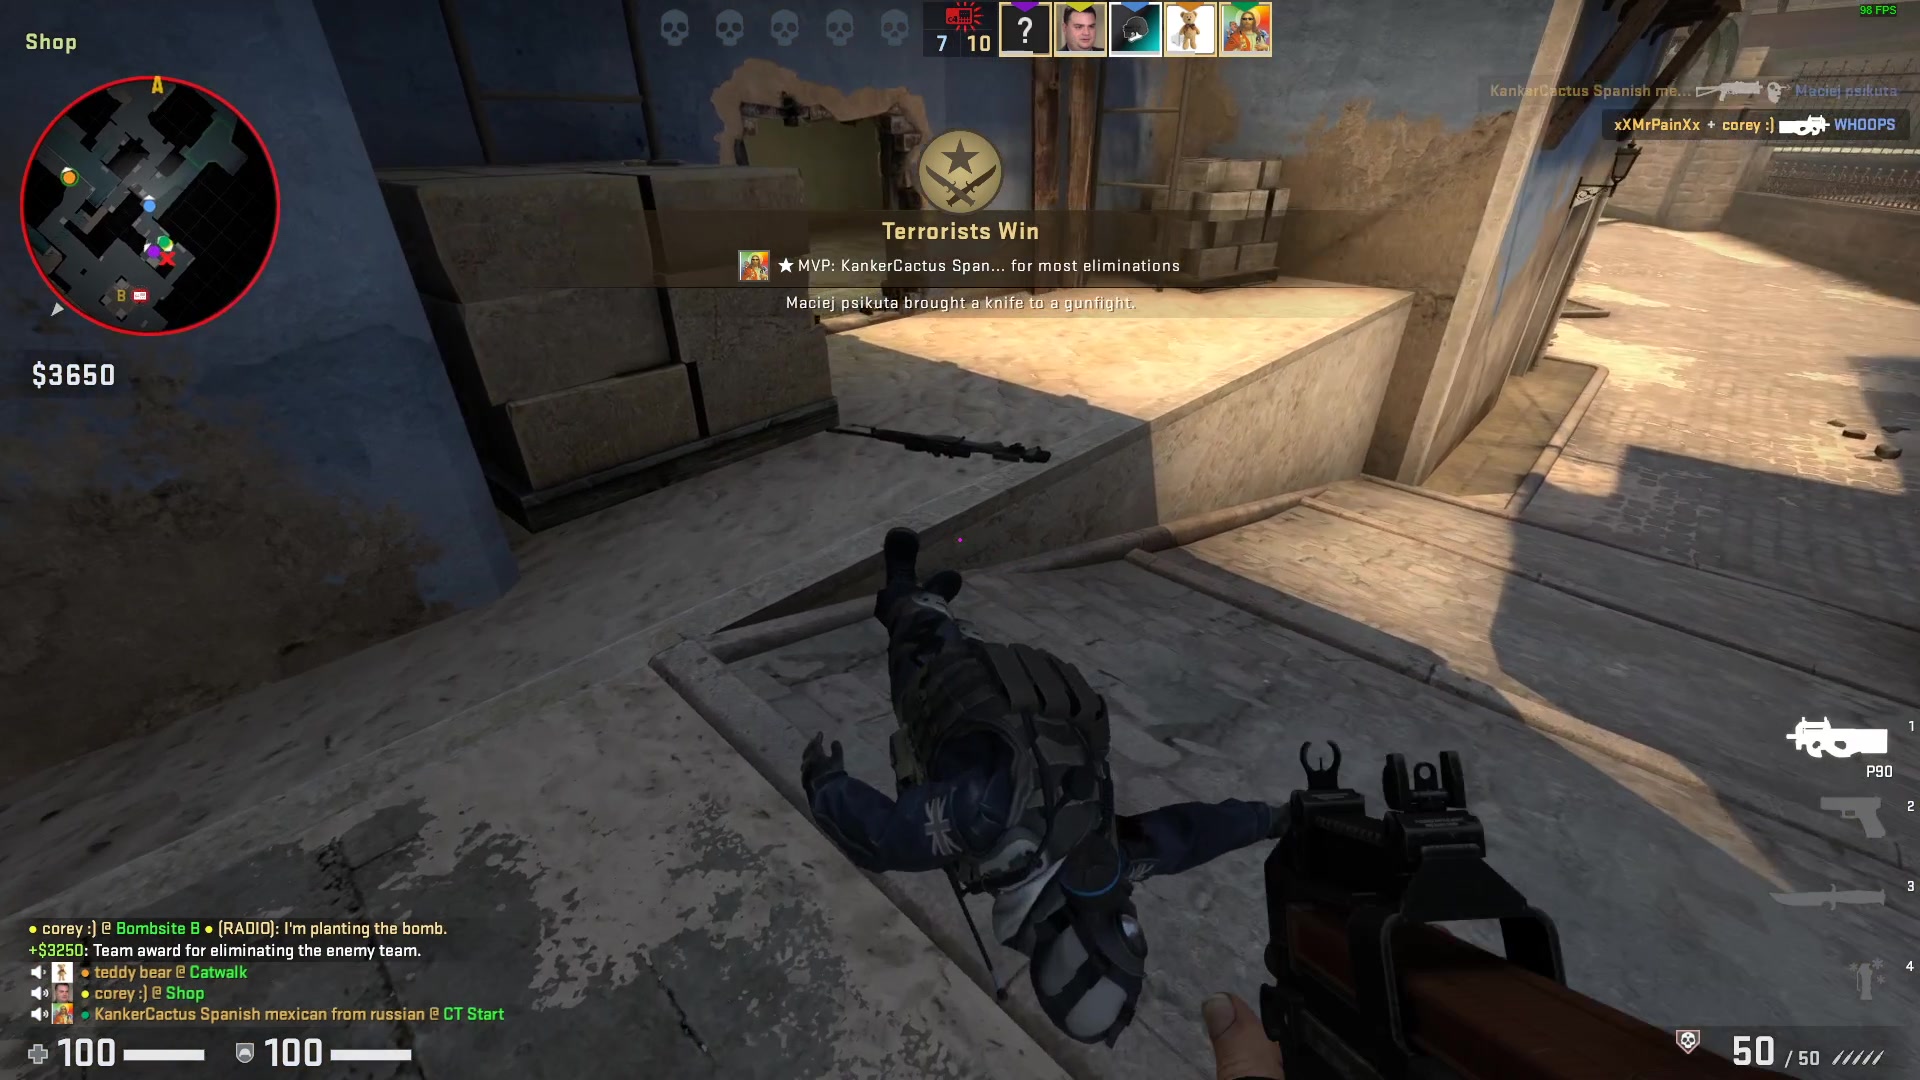 98 FPS
Shop
7 10
?
A
KankerCactus Spanish me... Maciej psikuta
xXMrPainXx + corey :) WHOOPS
Terrorists Win
★ MVP: KankerCactus Span... for most eliminations
Maciej psikuta brought a knife to a gunfight.
B
$3650
1
P90
2
3
4
● corey :) @ Bombsite B ● (RADIO): I'm planting the bomb.
+$3250: Team award for eliminating the enemy team.
● teddy bear @ Catwalk
● corey :) @ Shop
● KankerCactus Spanish mexican from russian @ CT Start
100 100
50 / 50